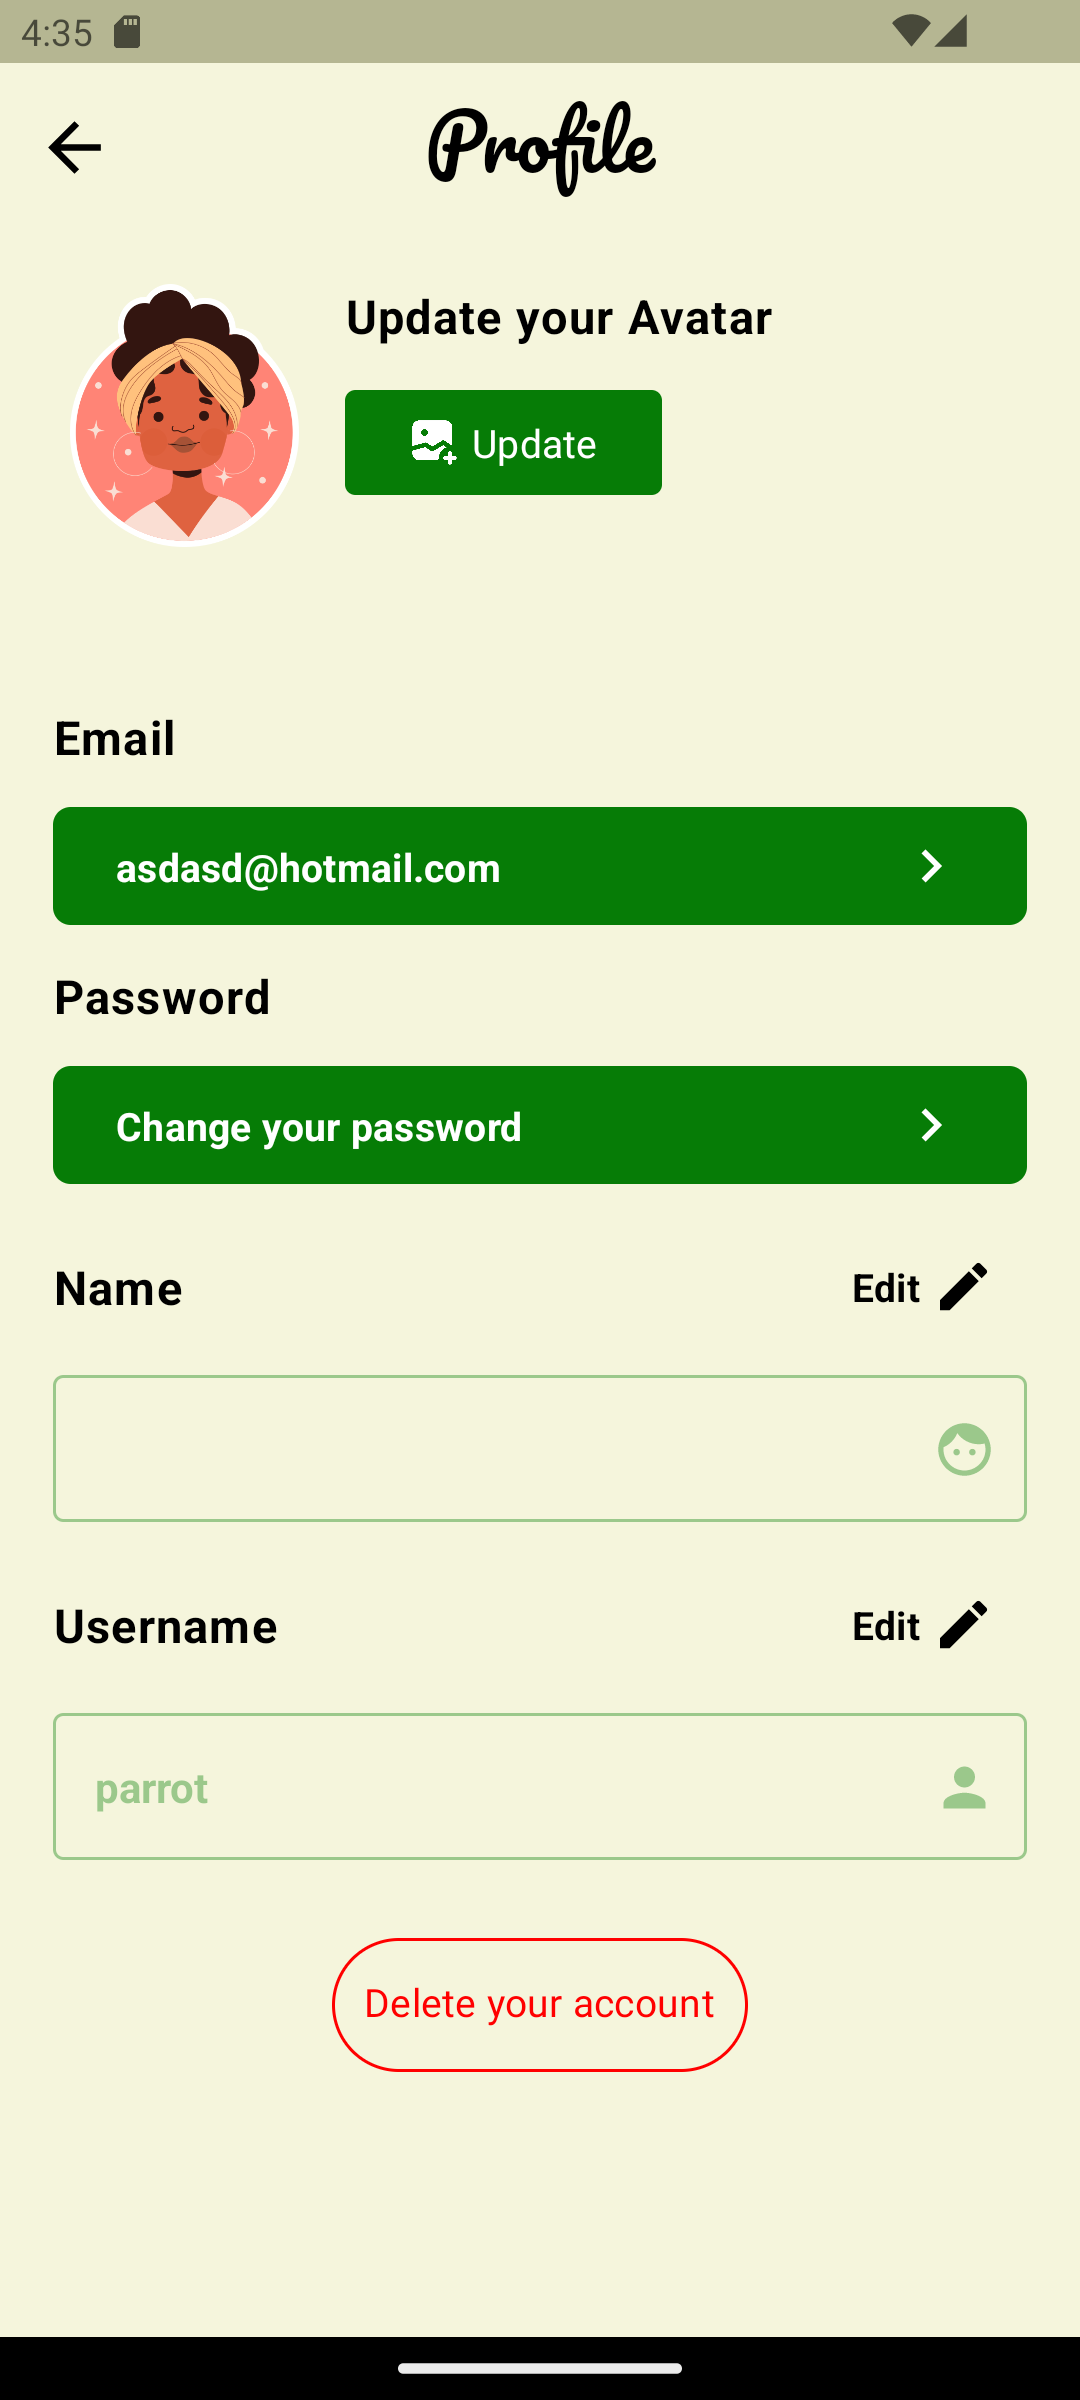 4:35
Profile
Update your Avatar
Update
Email
asdasd@hotmail.com
Password
Change your password
Name
Edit
Username
Edit
parrot
Delete your account